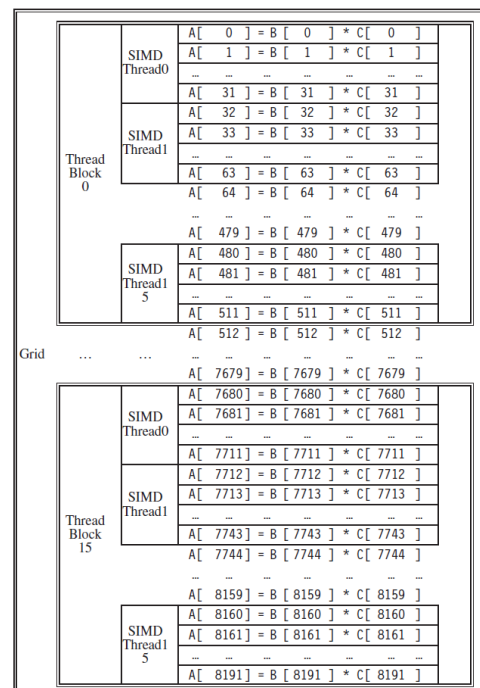 A[ 0 ] = B [ 0 ] * C[ 0 ]
SIMD Thread0
A[ 1 ] = B [ 1 ] * C[ 1 ]
… … … … … … …
A[ 31 ] = B [ 31 ] * C[ 31 ]
A[ 32 ] = B [ 32 ] * C[ 32 ]
SIMD Thread1
A[ 33 ] = B [ 33 ] * C[ 33 ]
Thread Block 0
… … … … … … …
A[ 63 ] = B [ 63 ] * C[ 63 ]
A[ 64 ] = B [ 64 ] * C[ 64 ]
… … … … … … …
A[ 479 ] = B [ 479 ] * C[ 479 ]
A[ 480 ] = B [ 480 ] * C[ 480 ]
SIMD Thread1 5
A[ 481 ] = B [ 481 ] * C[ 481 ]
… … … … … … …
A[ 511 ] = B [ 511 ] * C[ 511 ]
A[ 512 ] = B [ 512 ] * C[ 512 ]
Grid … … … … … … … … …
A[ 7679] = B [ 7679 ] * C[ 7679 ]
A[ 7680] = B [ 7680 ] * C[ 7680 ]
SIMD Thread0
A[ 7681] = B [ 7681 ] * C[ 7681 ]
… … … … … … …
A[ 7711] = B [ 7711 ] * C[ 7711 ]
A[ 7712] = B [ 7712 ] * C[ 7712 ]
SIMD Thread1
A[ 7713] = B [ 7713 ] * C[ 7713 ]
Thread Block 15
… … … … … … …
A[ 7743] = B [ 7743 ] * C[ 7743 ]
A[ 7744] = B [ 7744 ] * C[ 7744 ]
… … … … … … …
A[ 8159] = B [ 8159 ] * C[ 8159 ]
A[ 8160] = B [ 8160 ] * C[ 8160 ]
SIMD Thread1 5
A[ 8161] = B [ 8161 ] * C[ 8161 ]
… … … … … … …
A[ 8191] = B [ 8191 ] * C[ 8191 ]